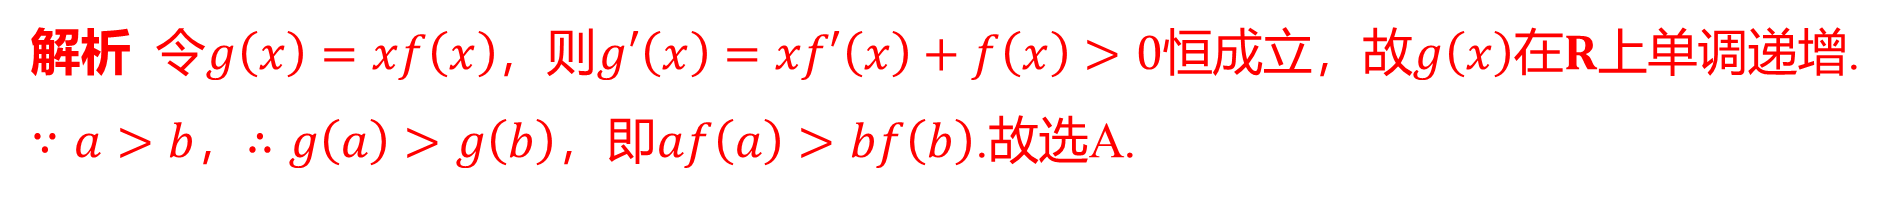 解析 令g(x) = xf(x)，则g′(x) = xf′(x) + f(x) > 0恒成立，故g(x)在R上单调递增.
∵ a > b，∴ g(a) > g(b)，即af(a) > bf(b).故选A.